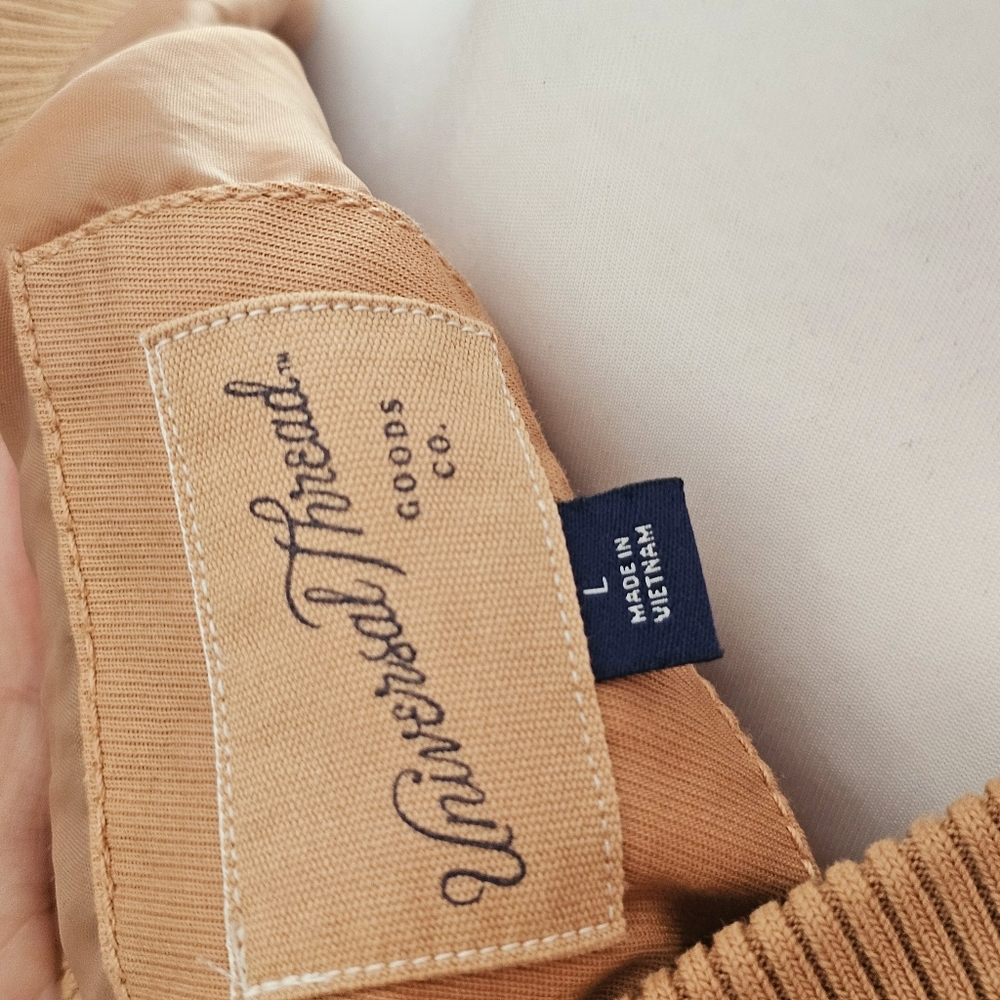 Universal Thread™
GOODS
CO.
L
MADE IN
VIETNAM